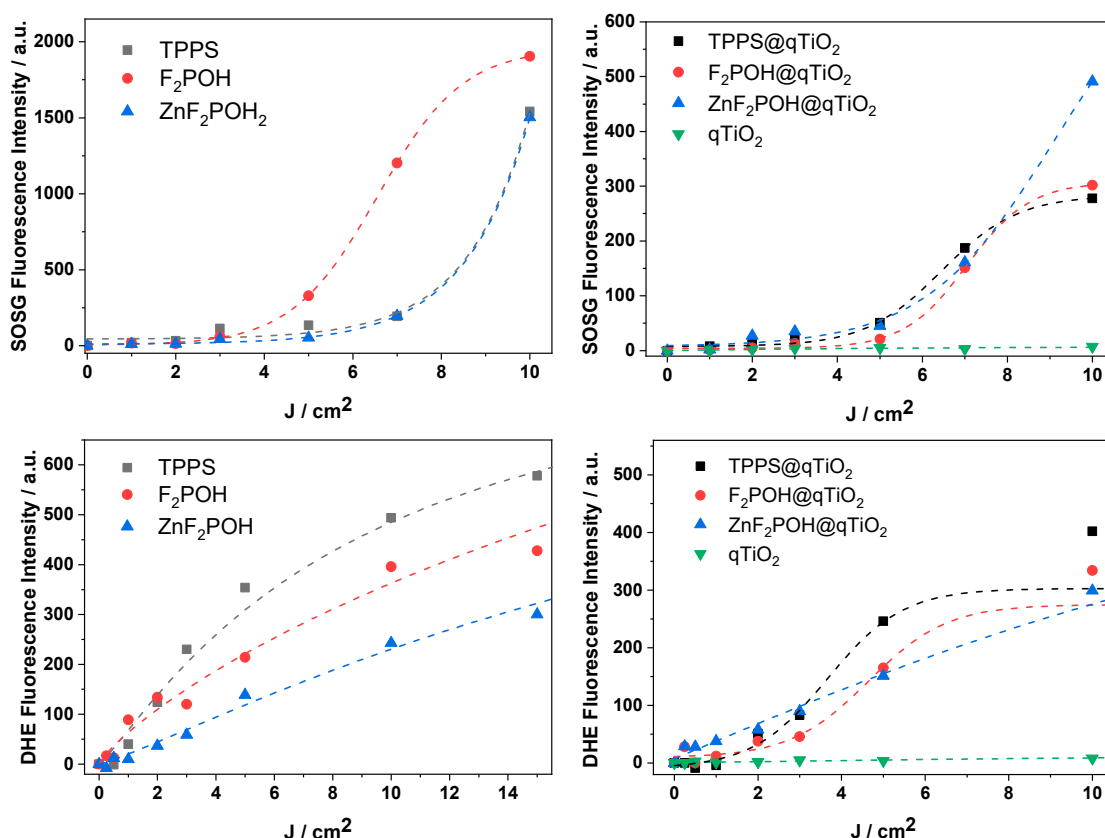 SOSG Fluorescence Intensity / a.u.
2000
1500
1000
500
0
TPPS
F₂POH
ZnF₂POH₂
0 2 4 6 8 10
J / cm²
SOSG Fluorescence Intensity / a.u.
600
500
400
300
200
100
0
TPPS@qTiO₂
F₂POH@qTiO₂
ZnF₂POH@qTiO₂
qTiO₂
0 2 4 6 8 10
J / cm²
DHE Fluorescence Intensity / a.u.
600
500
400
300
200
100
0
TPPS
F₂POH
ZnF₂POH
0 2 4 6 8 10 12 14
J / cm²
DHE Fluorescence Intensity / a.u.
500
400
300
200
100
0
TPPS@qTiO₂
F₂POH@qTiO₂
ZnF₂POH@qTiO₂
qTiO₂
0 2 4 6 8 10
J / cm²